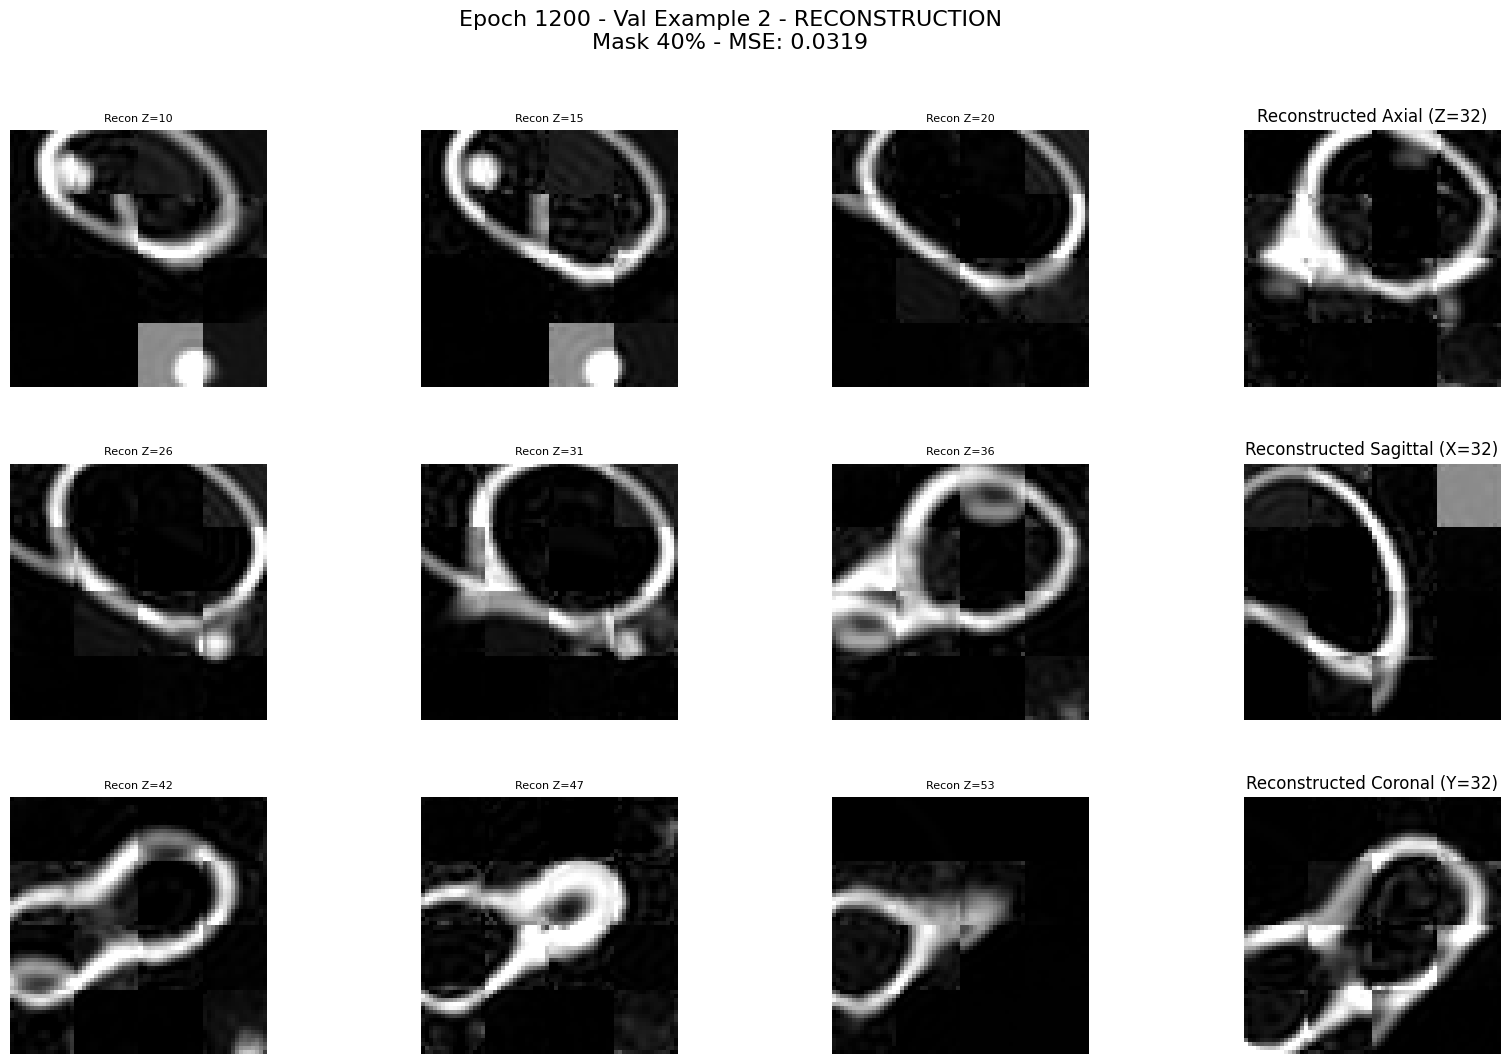 Epoch 1200 - Val Example 2 - RECONSTRUCTION
Mask 40% - MSE: 0.0319
Recon Z=10
Recon Z=15
Recon Z=20
Reconstructed Axial (Z=32)
Recon Z=26
Recon Z=31
Recon Z=36
Reconstructed Sagittal (X=32)
Recon Z=42
Recon Z=47
Recon Z=53
Reconstructed Coronal (Y=32)